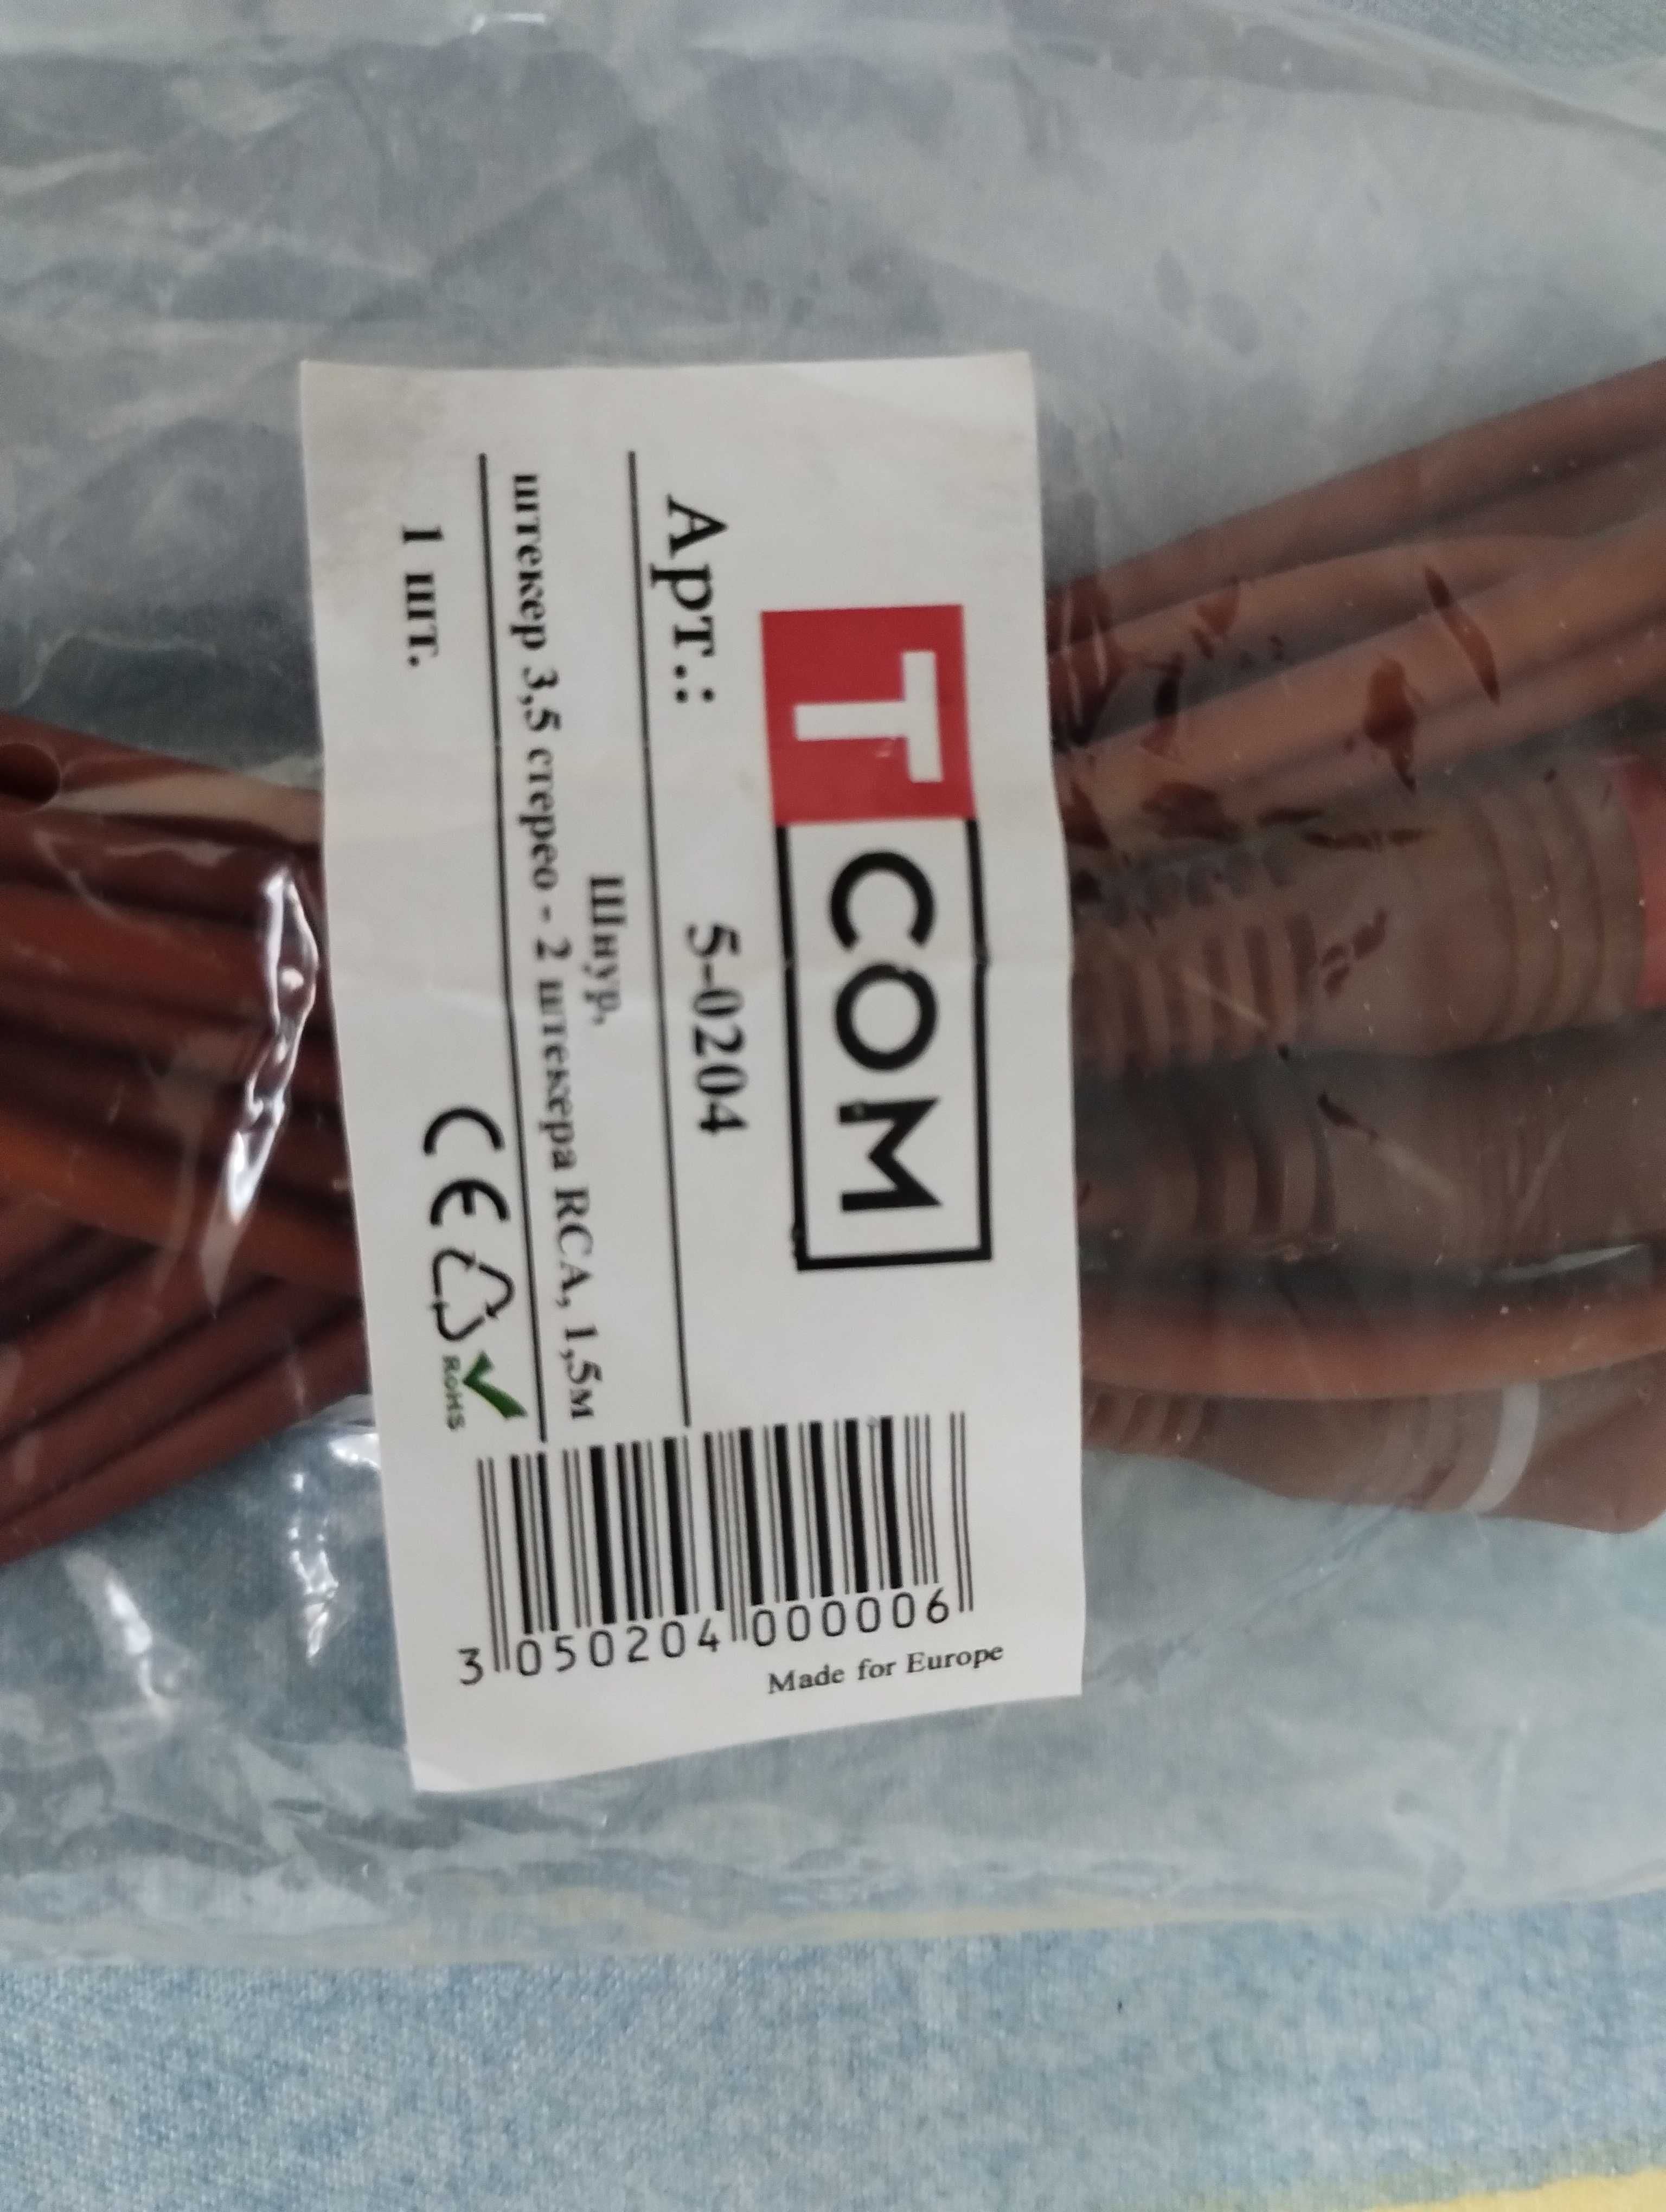 TCOM
Арт.: 5-0204
Шнур,
штекер 3,5 стерео - 2 штекера RCA, 1,5м
1 шт.
CE
RoHS
3 050204 000006
Made for Europe